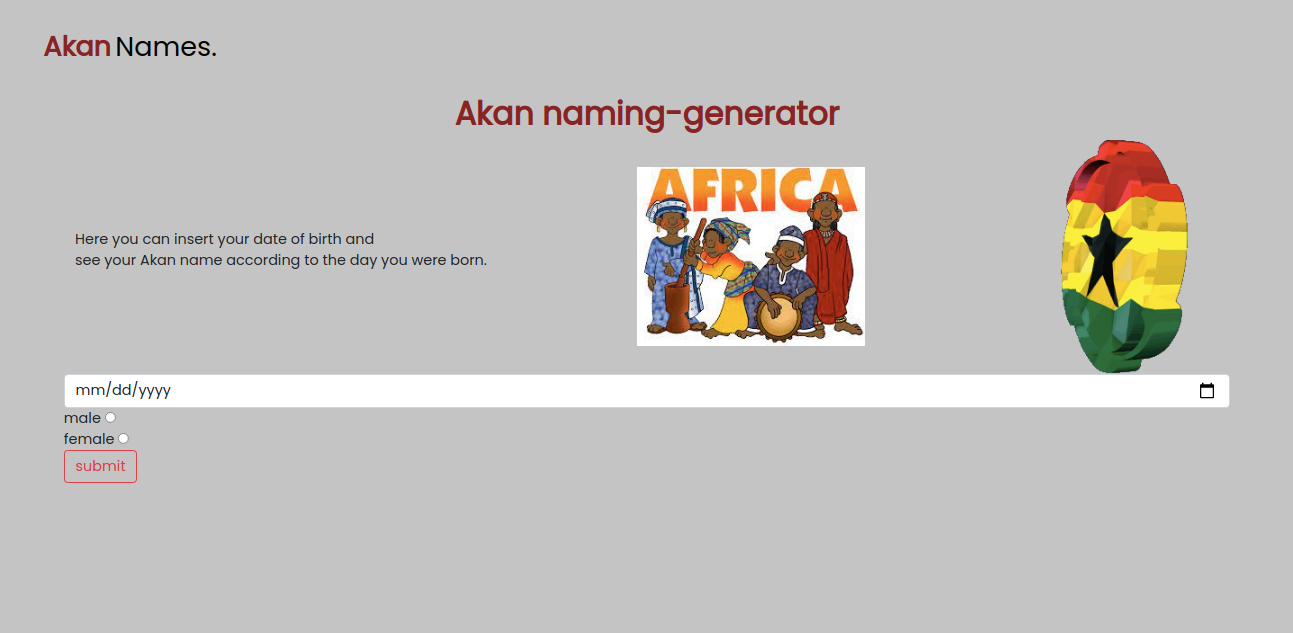 Akan Names.
Akan naming-generator
AFRICA
Here you can insert your date of birth and
see your Akan name according to the day you were born.
mm/dd/yyyy
male
female
submit